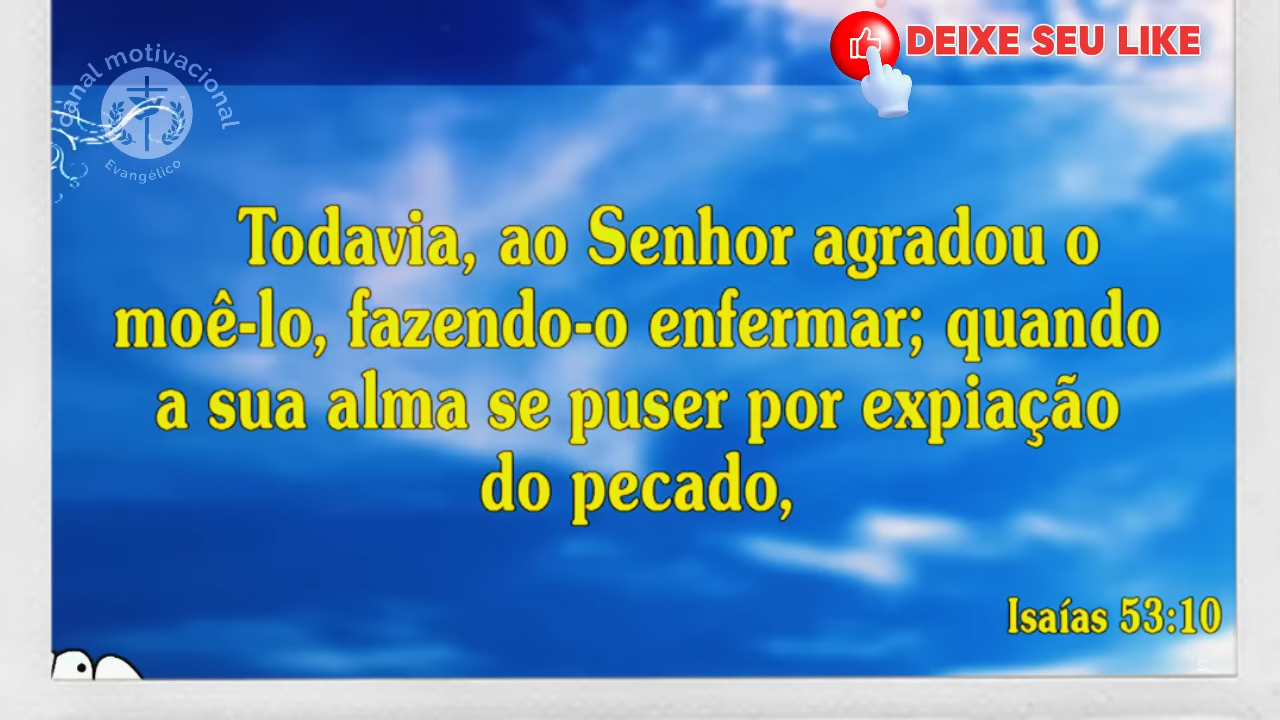 DEIXE SEU LIKE
canal motivacional
Evangélico
Todavia, ao Senhor agradou o
moê-lo, fazendo-o enfermar; quando
a sua alma se puser por expiação
do pecado,
Isaías 53:10